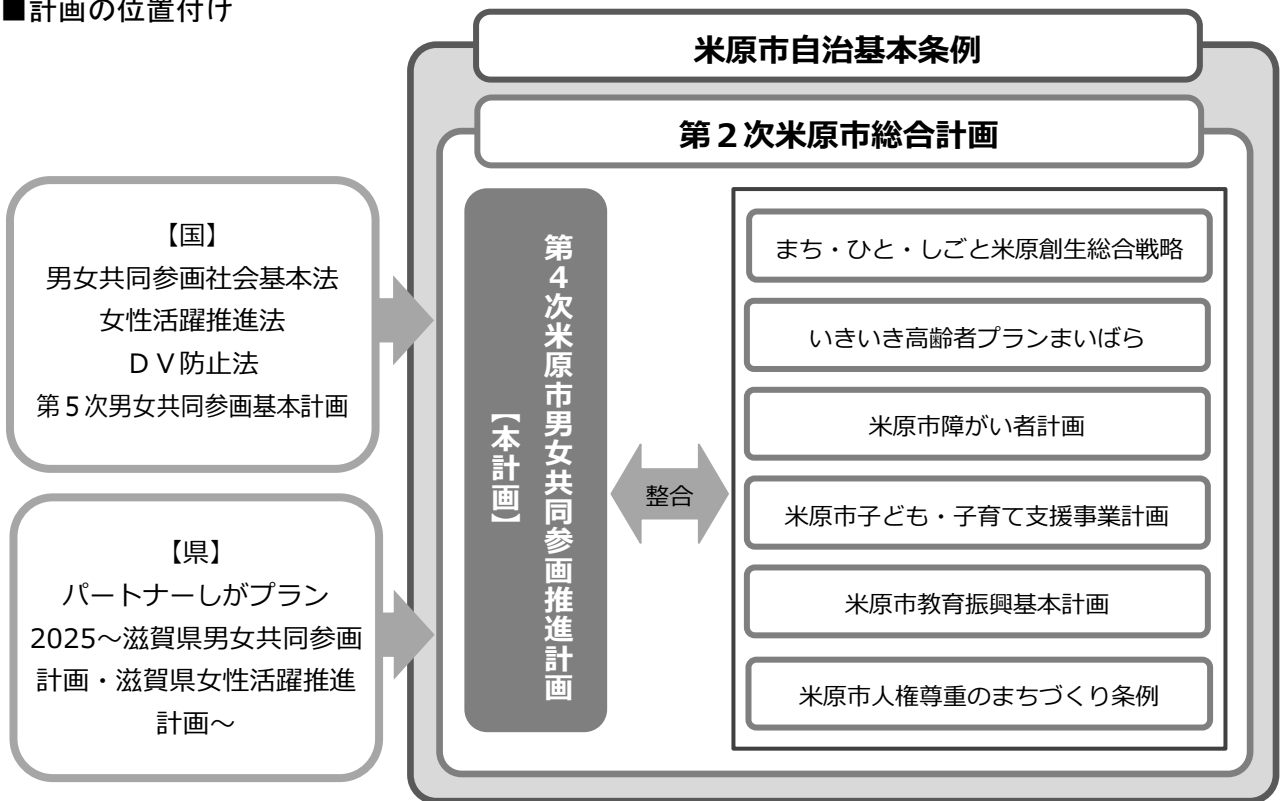 ■計画の位置付け
米原市自治基本条例
第２次米原市総合計画
【国】
男女共同参画社会基本法
女性活躍推進法
ＤＶ防止法
第５次男女共同参画基本計画
【県】
パートナーしがプラン
2025～滋賀県男女共同参画
計画・滋賀県女性活躍推進
計画～
第４次米原市男女共同参画推進計画
【本計画】
整合
まち・ひと・しごと米原創生総合戦略
いきいき高齢者プランまいばら
米原市障がい者計画
米原市子ども・子育て支援事業計画
米原市教育振興基本計画
米原市人権尊重のまちづくり条例